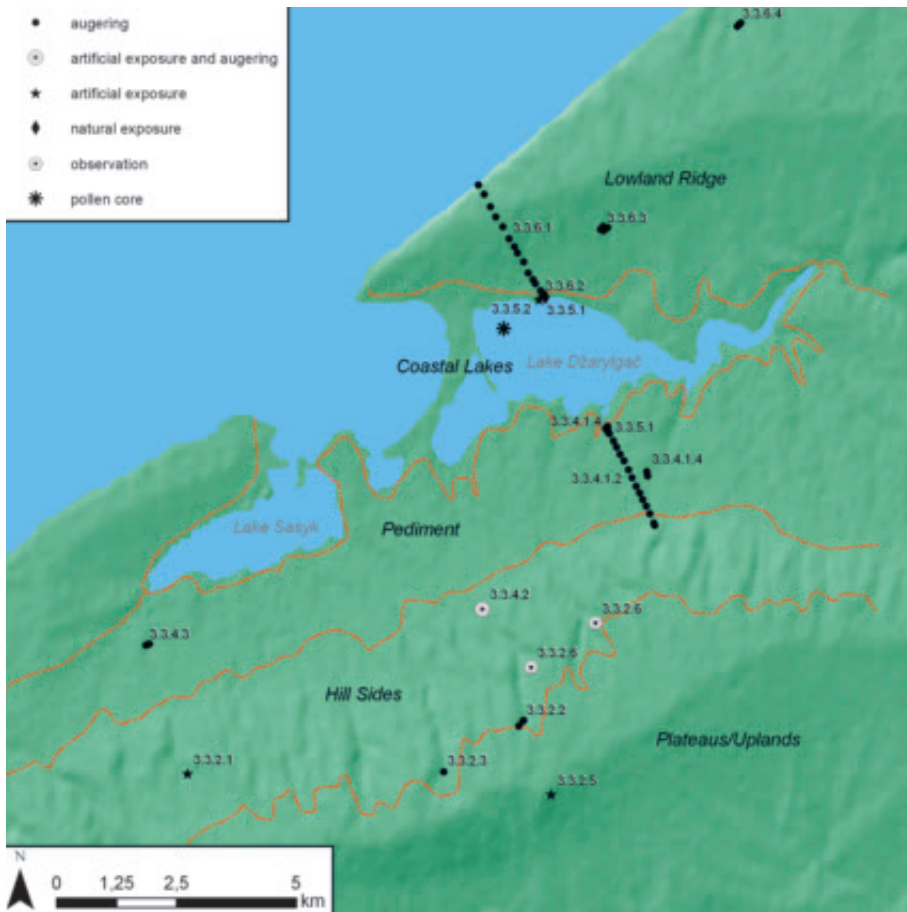 augering
artificial exposure and augering
artificial exposure
natural exposure
observation
pollen core
3.3.6.4
Lowland Ridge
3.3.6.3
3.3.6.1
3.3.6.2
3.3.5.2
3.3.5.1
Coastal Lakes
Lake Džarylgač
3.3.4.1.4
3.3.5.1
3.3.4.1.4
3.3.4.1.2
Lake Sasyk
Pediment
3.3.4.2
3.3.2.6
3.3.4.3
3.3.2.6
Hill Sides
3.3.2.2
Plateaus/Uplands
3.3.2.1
3.3.2.3
3.3.2.5
N
0 1,25 2,5 5
km